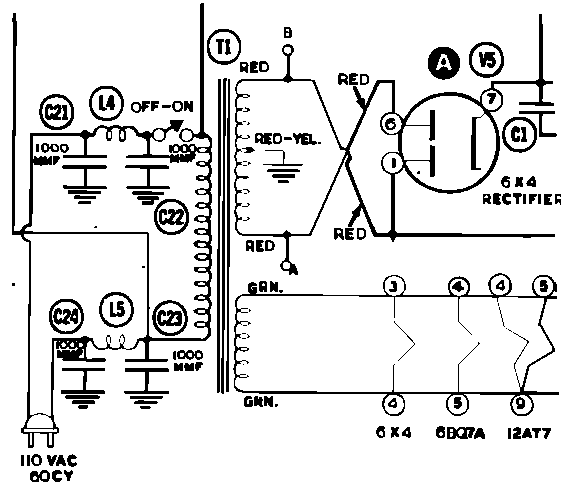 B
T1
A
V5
C21
L4
OFF-ON
RED
RED
7
1000
MMF
1000
MMF
RED-YEL.
6
1
C1
6X4
RECTIFIER
C22
RED
RED
A
GRN.
3
4
4
5
C24
L5
C23
1000
MMF
1000
MMF
GRN.
4
5
9
6X4
6BQ7A
12AT7
110 VAC
60CY